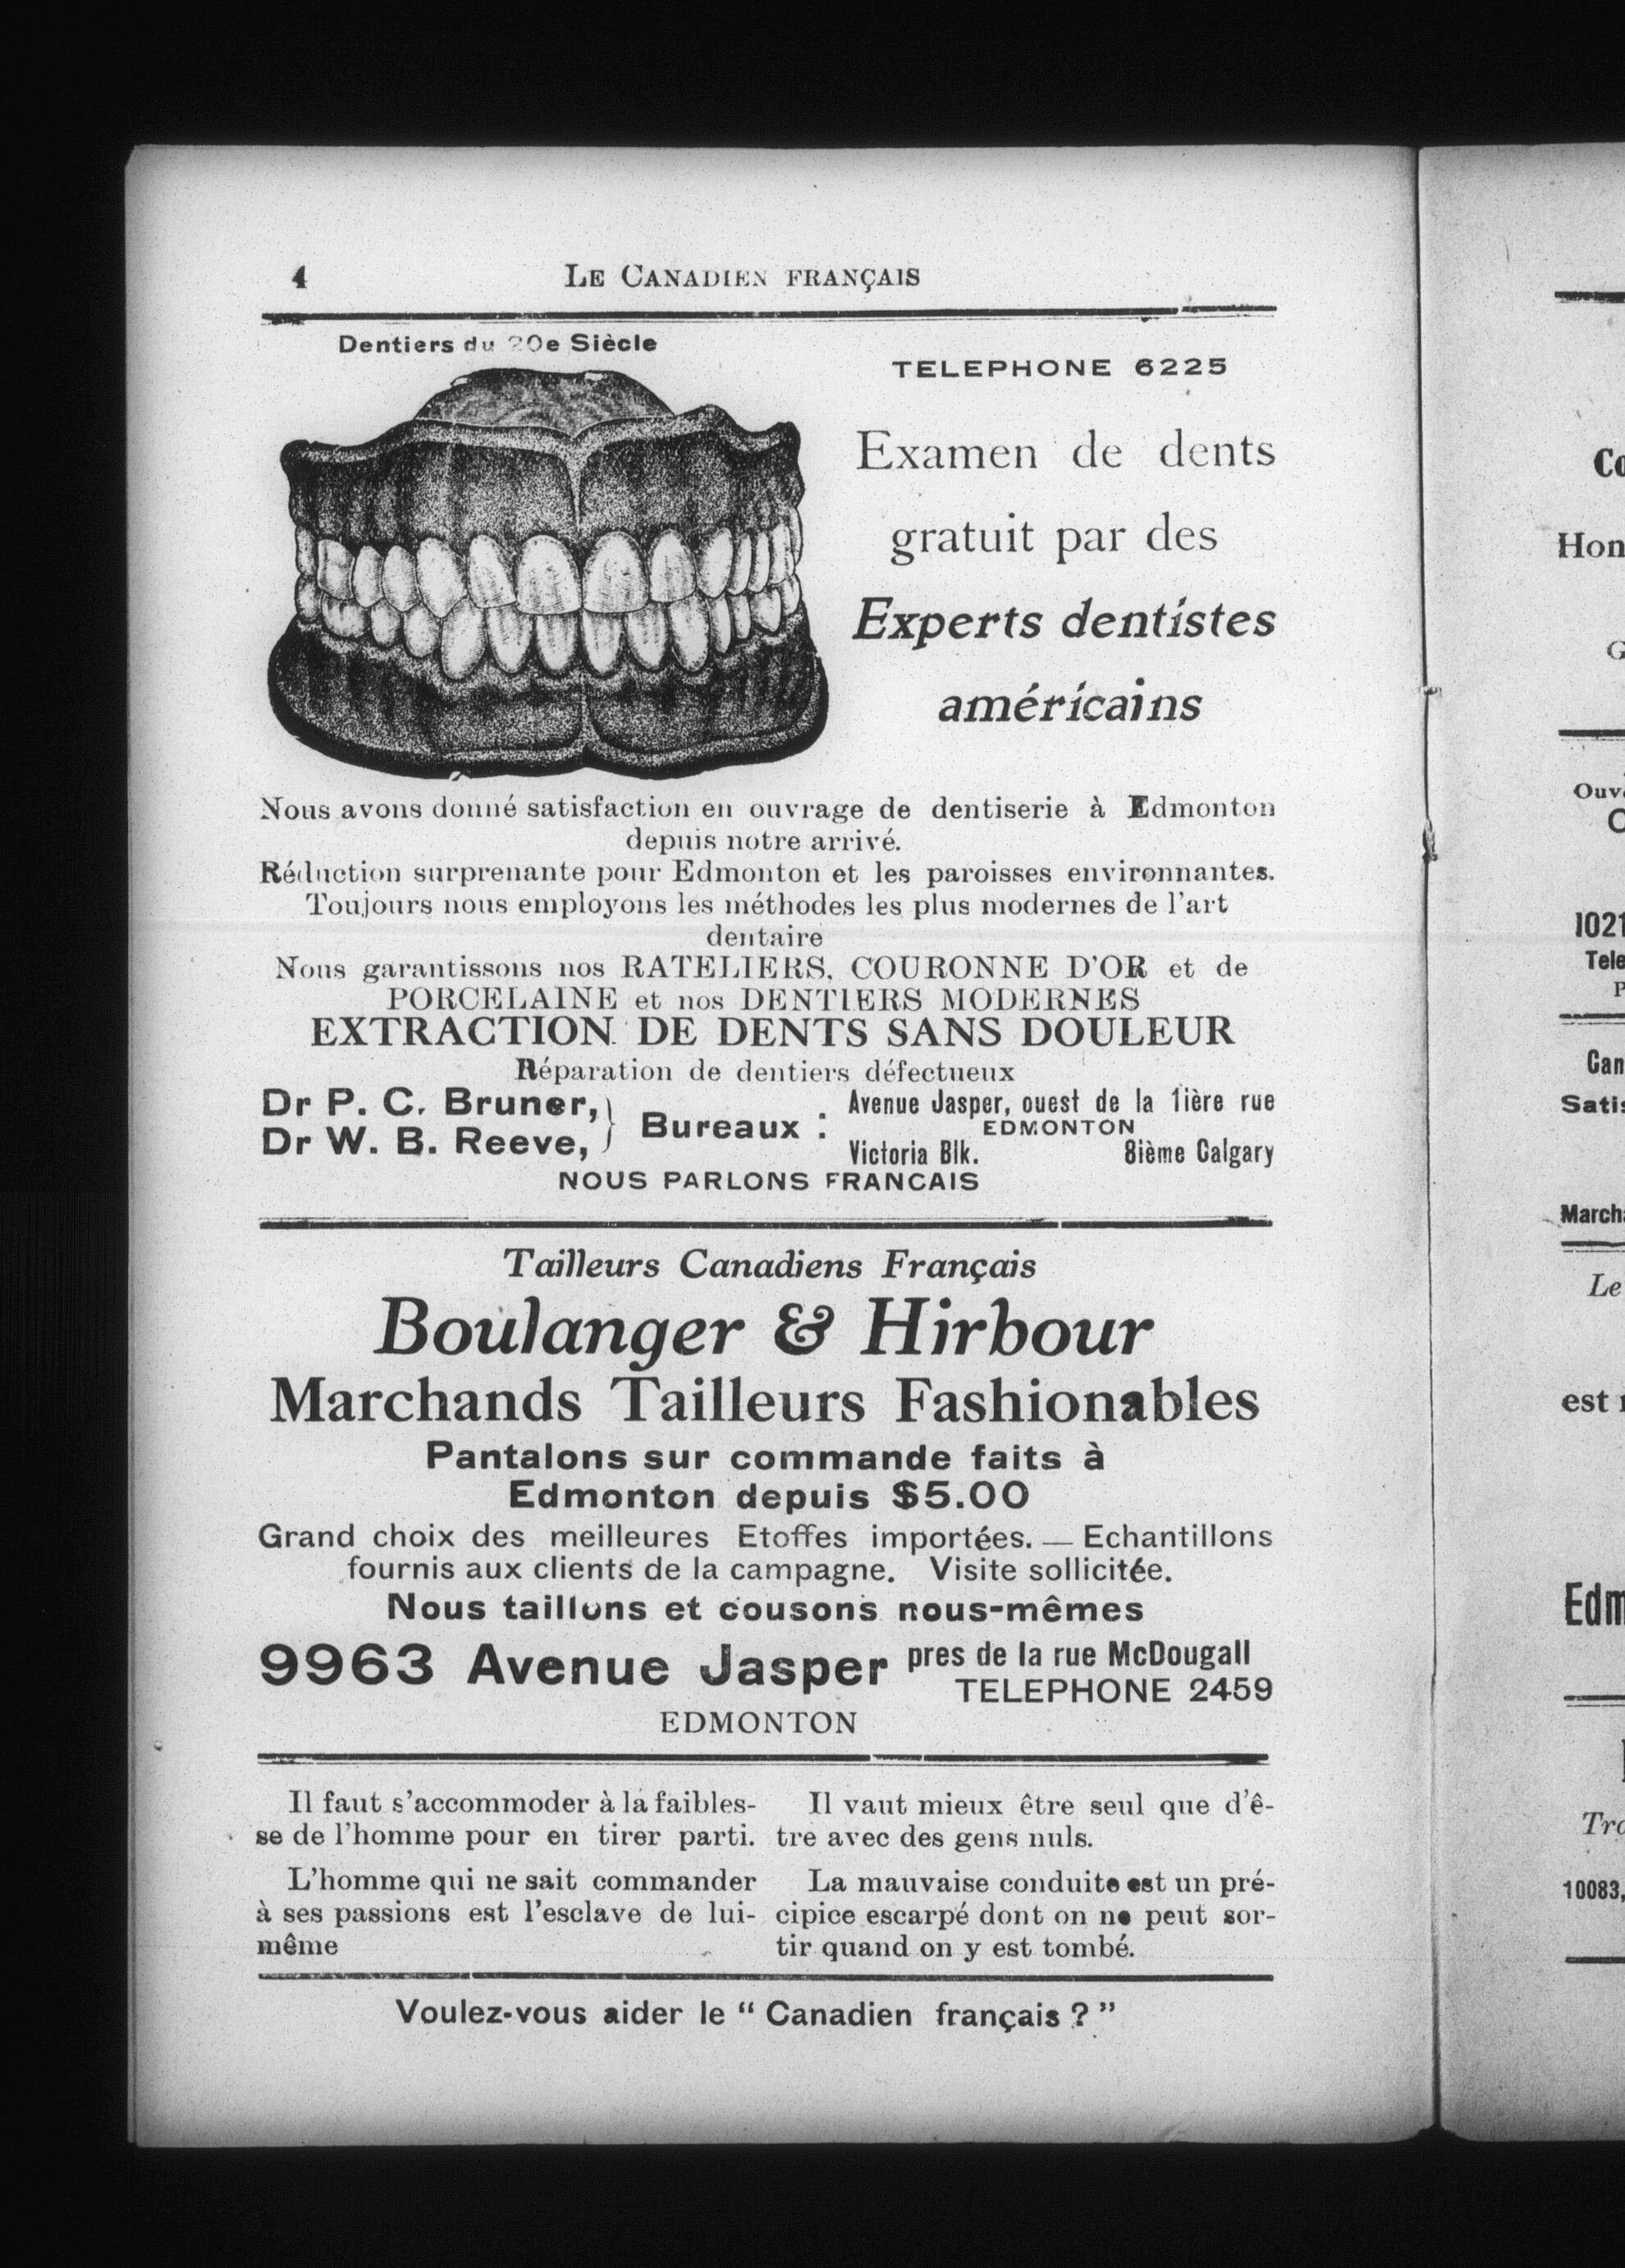 4
LE CANADIEN FRANÇAIS
Dentiers du 20e Siècle
TELEPHONE 6225
Examen de dents
gratuit par des
Experts dentistes
américains
Nous avons donné satisfaction en ouvrage de dentiserie à Edmonton
depuis notre arrivé.
Réduction surprenante pour Edmonton et les paroisses environnantes.
Toujours nous employons les méthodes les plus modernes de l'art
dentaire
Nous garantissons nos RATELIERS, COURONNE D'OR et de
PORCELAINE et nos DENTIERS MODERNES
EXTRACTION DE DENTS SANS DOULEUR
Réparation de dentiers défectueux
Dr P. C. Bruner,
Dr W. B. Reeve,
Bureaux :
Avenue Jasper, ouest de la 1ière rue
EDMONTON
Victoria Blk. 8ième Calgary
NOUS PARLONS FRANCAIS
Tailleurs Canadiens Français
Boulanger & Hirbour
Marchands Tailleurs Fashionables
Pantalons sur commande faits à
Edmonton depuis $5.00
Grand choix des meilleures Etoffes importées. — Echantillons
fournis aux clients de la campagne. Visite sollicitée.
Nous taillons et cousons nous-mêmes
9963 Avenue Jasper
pres de la rue McDougall
TELEPHONE 2459
EDMONTON
Il faut s'accommoder à la faibles-
se de l'homme pour en tirer parti.
L'homme qui ne sait commander
à ses passions est l'esclave de lui-
même
Il vaut mieux être seul que d'ê-
tre avec des gens nuls.
La mauvaise conduite est un pré-
cipice escarpé dont on ne peut sor-
tir quand on y est tombé.
Voulez-vous aider le " Canadien français ? "
Co
Hon
G
Ouv
1021
Tele
P
Can
Satis
March
Le
est
Edm
Tro
10083,